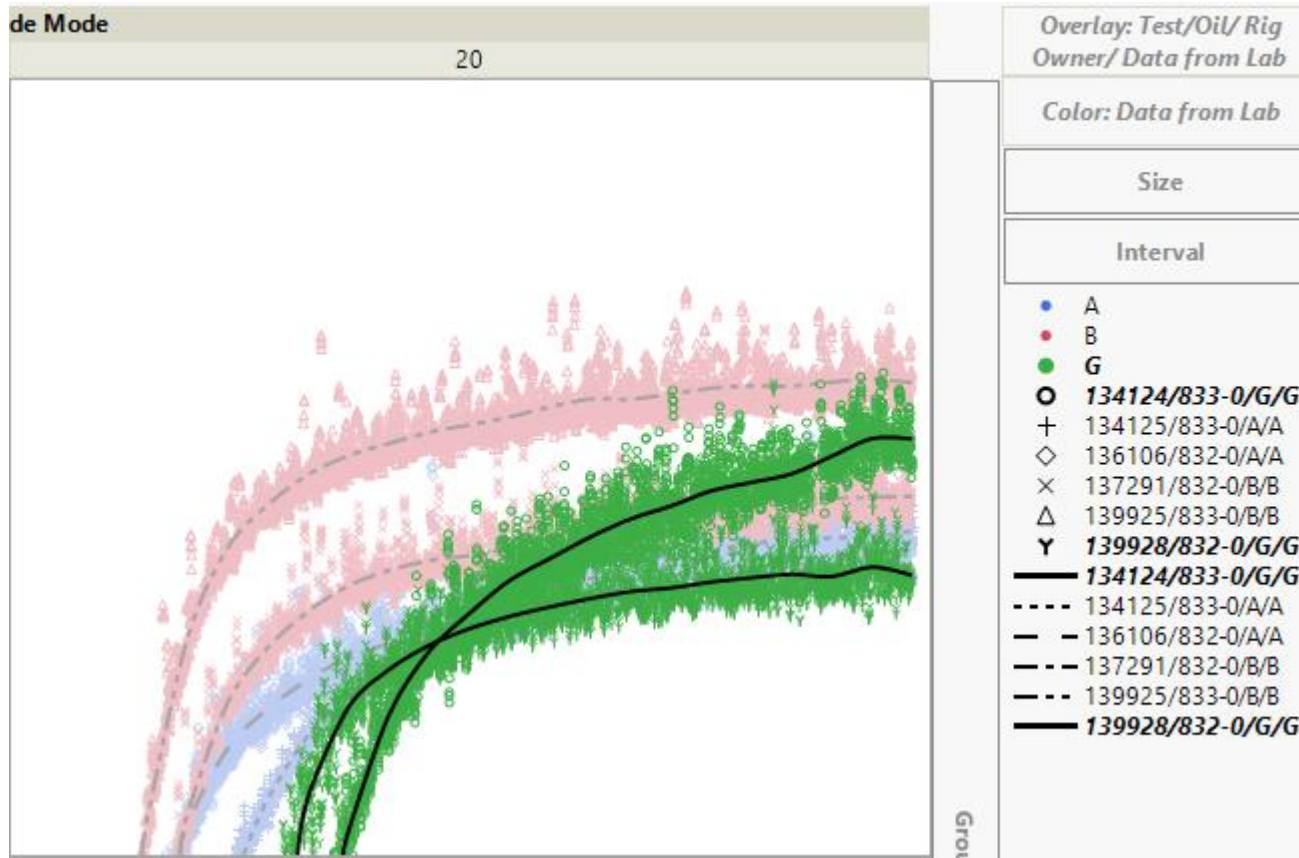 de Mode
20
Overlay: Test/Oil/ Rig
Owner/ Data from Lab
Color: Data from Lab
Size
Interval
A
B
G
134124/833-0/G/G
134125/833-0/A/A
136106/832-0/A/A
137291/832-0/B/B
139925/833-0/B/B
139928/832-0/G/G
134124/833-0/G/G
134125/833-0/A/A
136106/832-0/A/A
137291/832-0/B/B
139925/833-0/B/B
139928/832-0/G/G
Grou